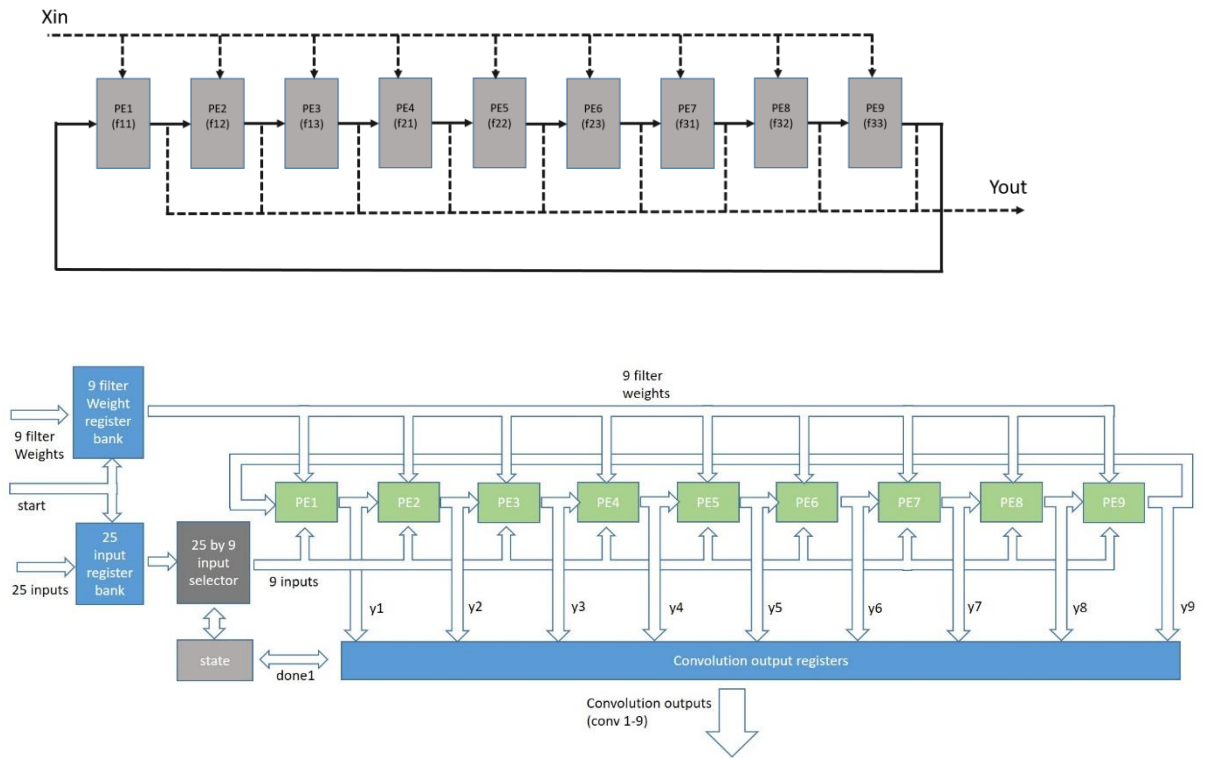 Xin
PE1
(f11)
PE2
(f12)
PE3
(f13)
PE4
(f21)
PE5
(f22)
PE6
(f23)
PE7
(f31)
PE8
(f32)
PE9
(f33)
Yout
9 filter
Weight
register
bank
9 filter
weights
9 filter
Weights
start
PE1
PE2
PE3
PE4
PE5
PE6
PE7
PE8
PE9
25
input
register
bank
25 by 9
input
selector
25 inputs
9 inputs
y1
y2
y3
y4
y5
y6
y7
y8
y9
state
done1
Convolution output registers
Convolution outputs
(conv 1-9)